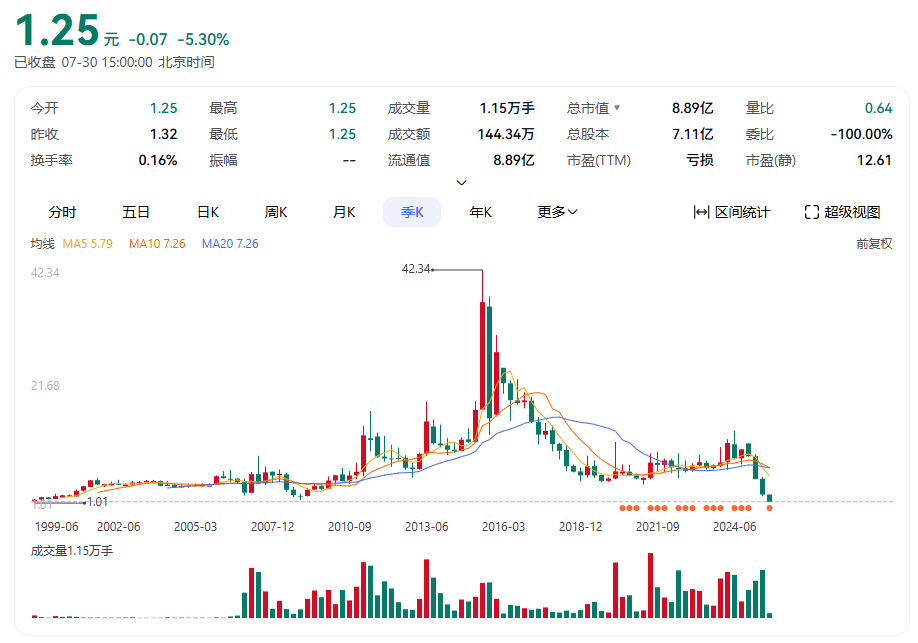 1.25 元 -0.07 -5.30%
已收盘 07-30 15:00:00 北京时间
今开 1.25 最高 1.25 成交量 1.15万手 总市值 8.89亿 量比 0.64
昨收 1.32 最低 1.25 成交额 144.34万 总股本 7.11亿 委比 -100.00%
换手率 0.16% 振幅 -- 流通值 8.89亿 市盈(TTM) 亏损 市盈(静) 12.61
分时 五日 日K 周K 月K 季K 年K 更多 区间统计 超级视图
均线 MA5 5.79 MA10 7.26 MA20 7.26 前复权
42.34
42.34
21.68
1.01
1.01
1999-06 2002-06 2005-03 2007-12 2010-09 2013-06 2016-03 2018-12 2021-09 2024-06
成交量1.15万手